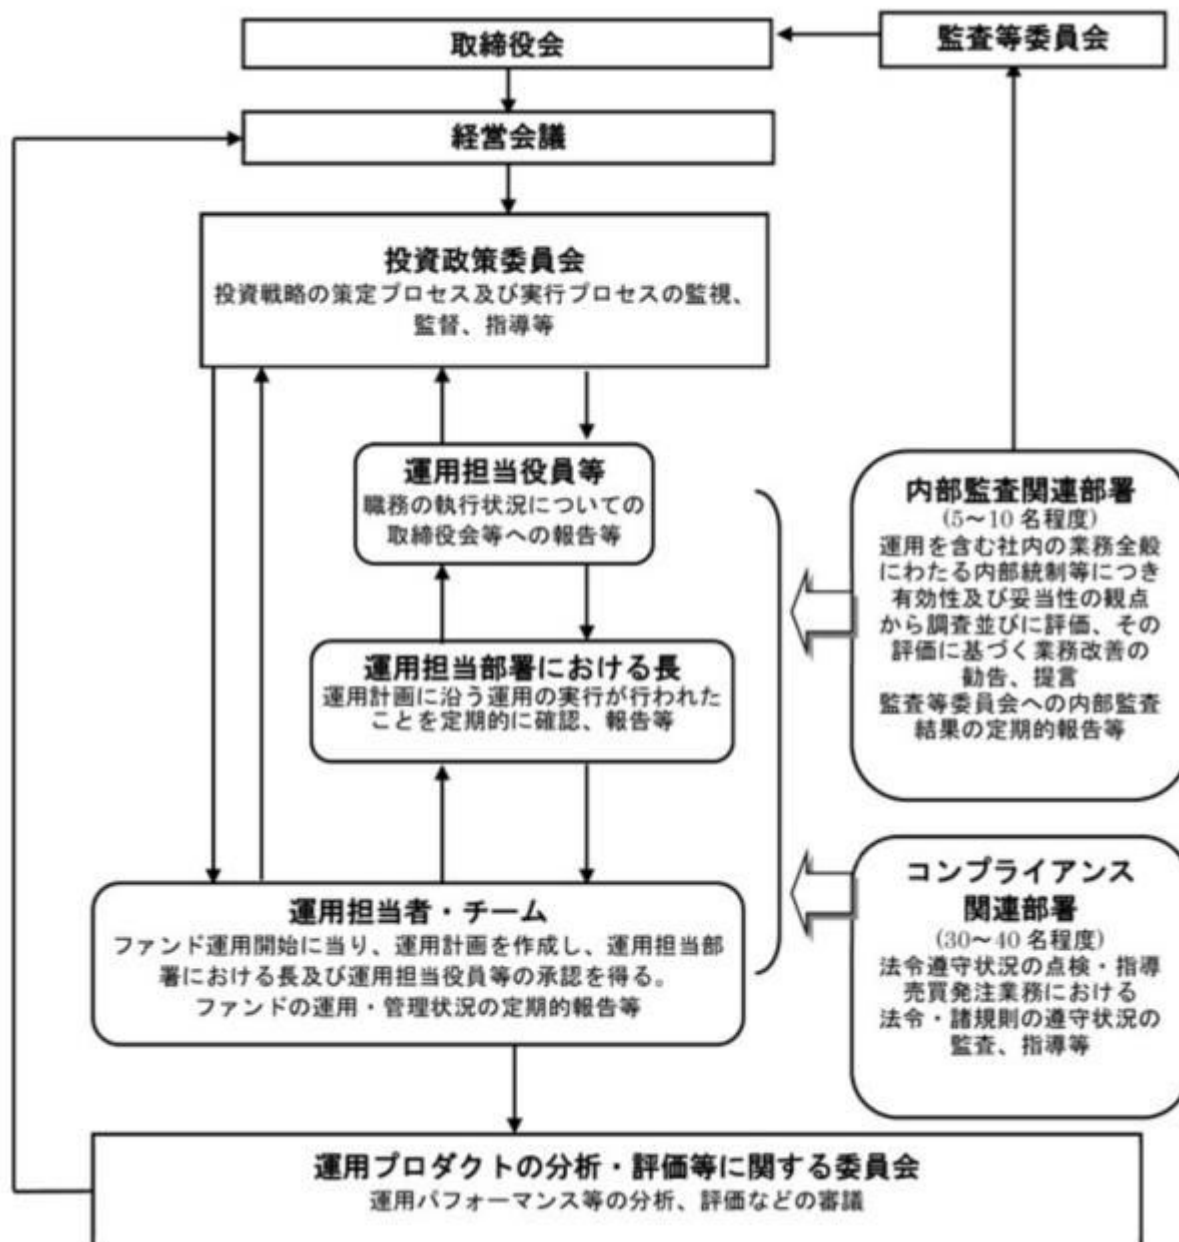 取締役会
監査等委員会
経営会議
投資政策委員会
投資戦略の策定プロセス及び実行プロセスの監視、
監督、指導等
運用担当役員等
職務の執行状況についての
取締役会等への報告等
運用担当部署における長
運用計画に沿う運用の実行が行われた
ことを定期的に確認、報告等
運用担当者・チーム
ファンド運用開始に当り、運用計画を作成し、運用担当部
署における長及び運用担当役員等の承認を得る。
ファンドの運用・管理状況の定期的報告等
内部監査関連部署
(5～10 名程度)
運用を含む社内の業務全般
にわたる内部統制等につき
有効性及び妥当性の観点
から調査並びに評価、その
評価に基づく業務改善の
勧告、提言
監査等委員会への内部監査
結果の定期的報告等
コンプライアンス
関連部署
(30～40 名程度)
法令遵守状況の点検・指導
売買発注業務における
法令・諸規則の遵守状況の
監査、指導等
運用プロダクトの分析・評価等に関する委員会
運用パフォーマンス等の分析、評価などの審議